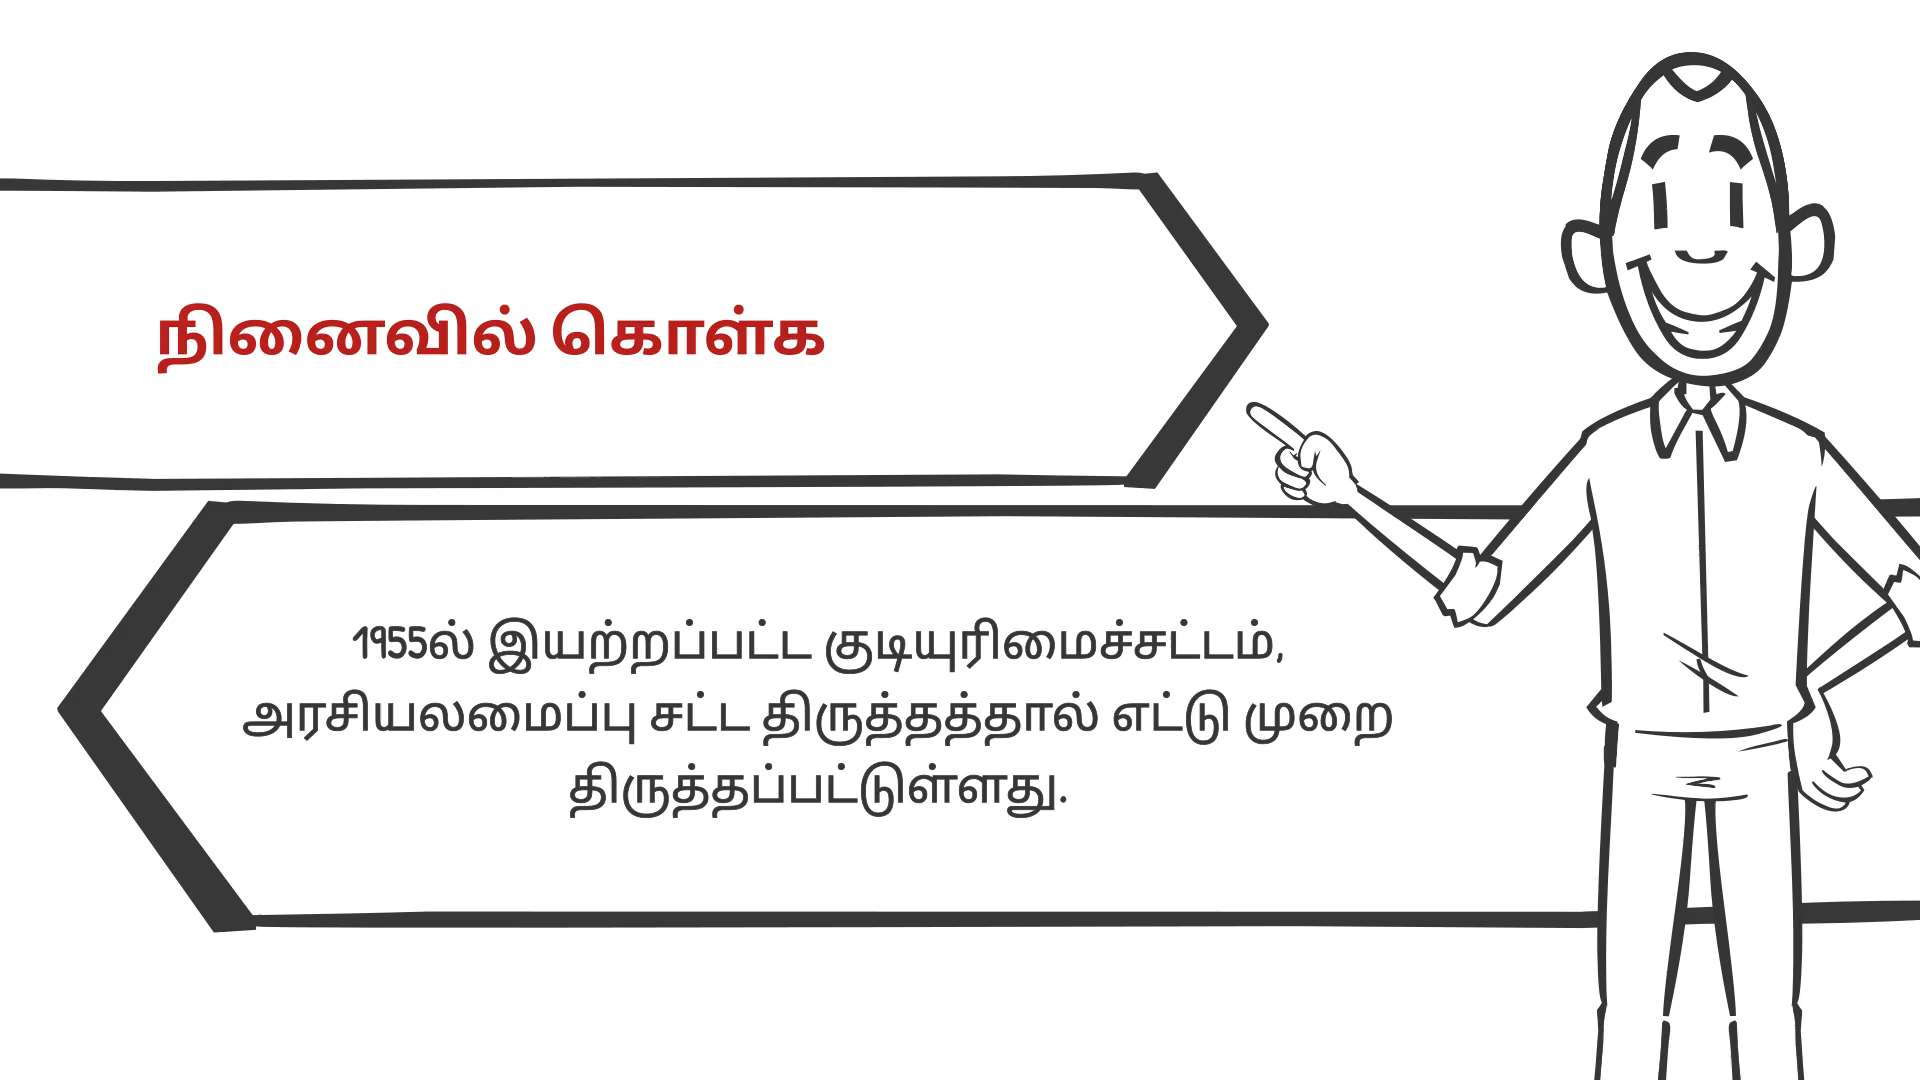 நினைவில் கொள்க
1955ல் இயற்றப்பட்ட குடியுரிமைச்சட்டம்,
அரசியலமைப்பு சட்ட திருத்தத்தால் எட்டு முறை
திருத்தப்பட்டுள்ளது.